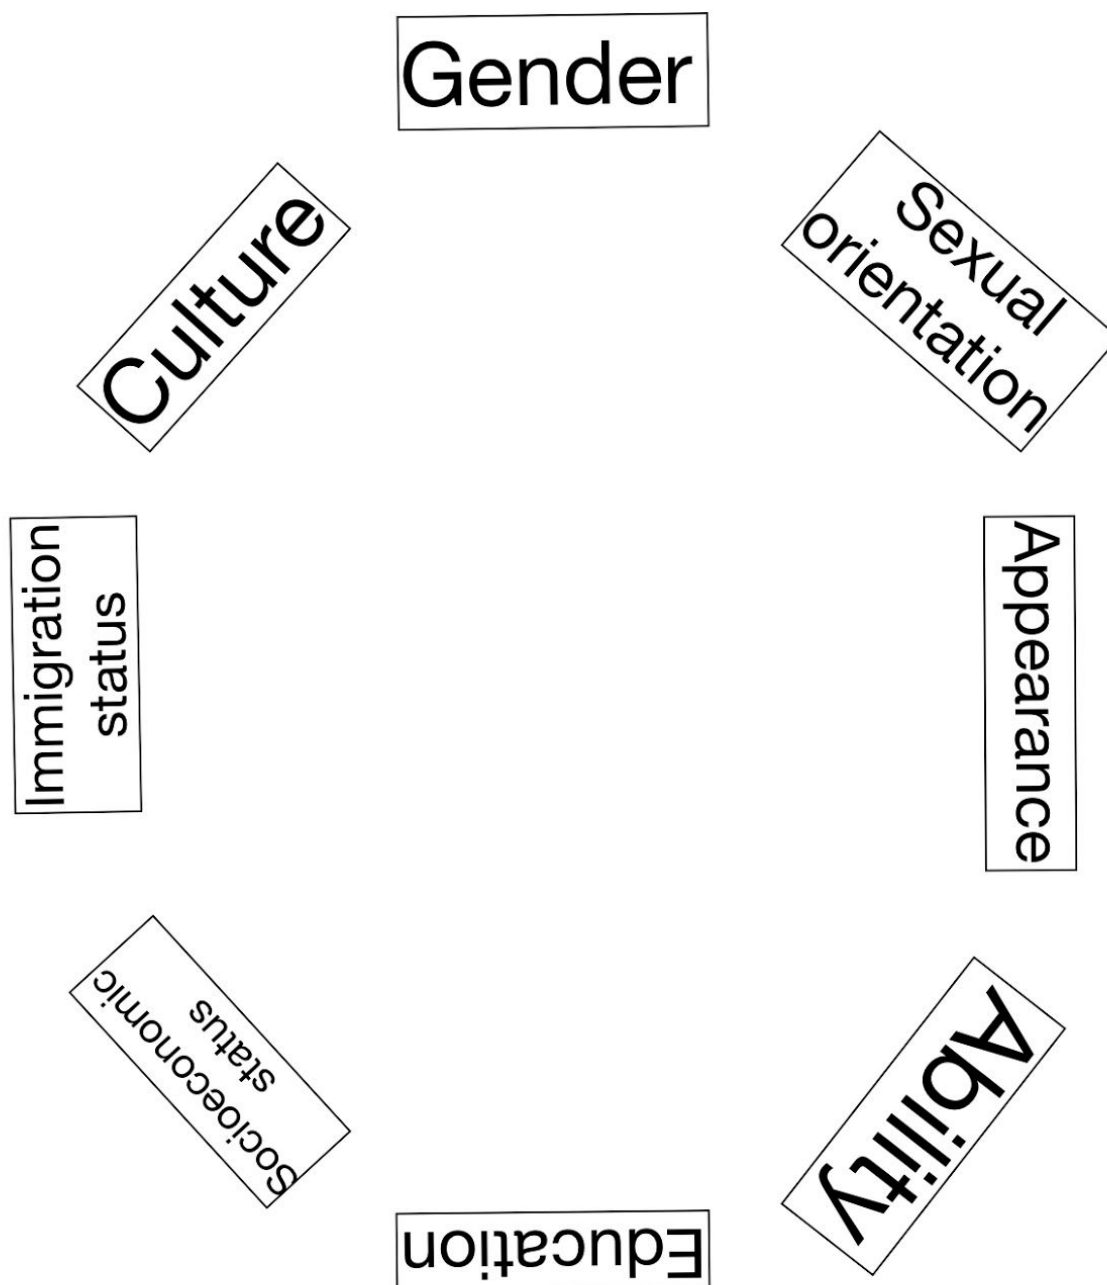 Gender
Sexual
orientation
Appearance
Ability
Education
Socioeconomic
status
Immigration
status
Culture